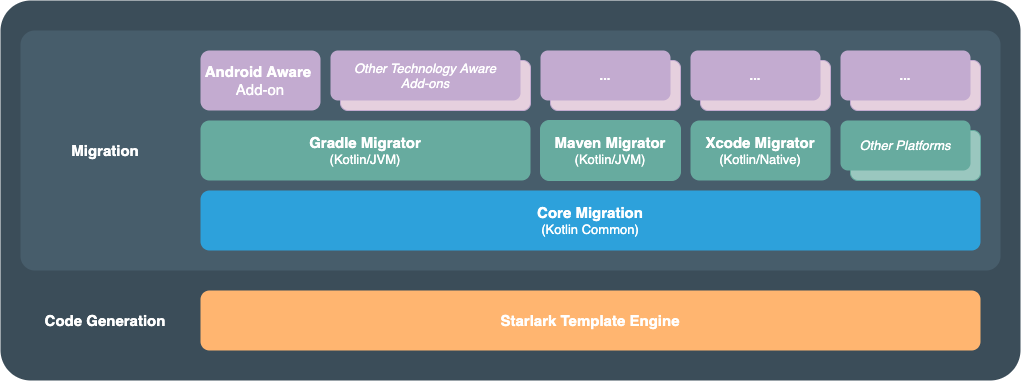 Android Aware
Add-on
Other Technology Aware
Add-ons
...
...
...
Migration
Gradle Migrator
(Kotlin/JVM)
Maven Migrator
(Kotlin/JVM)
Xcode Migrator
(Kotlin/Native)
Other Platforms
Core Migration
(Kotlin Common)
Code Generation
Starlark Template Engine